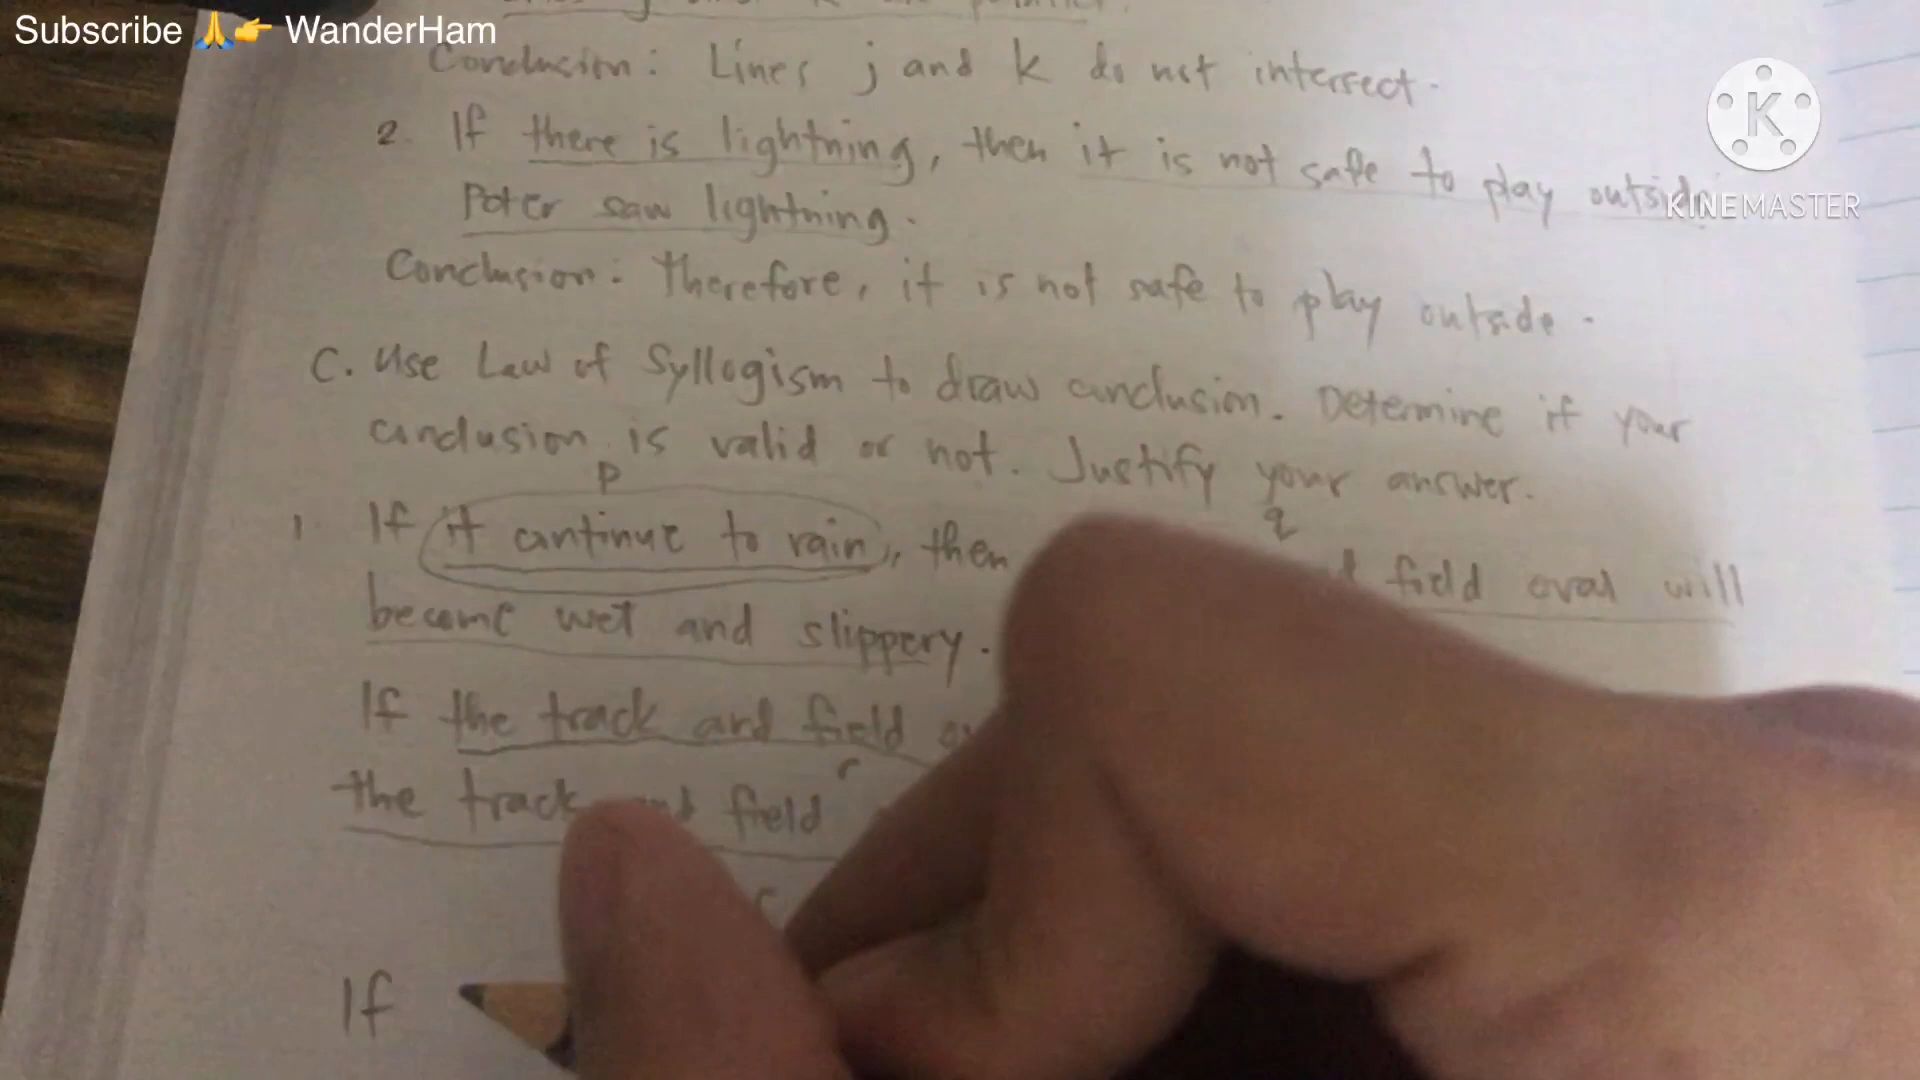 Subscribe 🙏👉 WanderHam
Conclusion: Lines j and k do not intersect.
K
2. If there is lightning, then it is not safe to play outside
KINEMASTER
Peter saw lightning.
Conclusion: Therefore, it is not safe to play outside.
C. Use Law of Syllogism to draw conclusion. Determine if your
conclusion is valid or not. Justify your answer.
p
q
1 If it continue to rain, then field oval will
become wet and slippery.
If the track and field
r
the track field
If